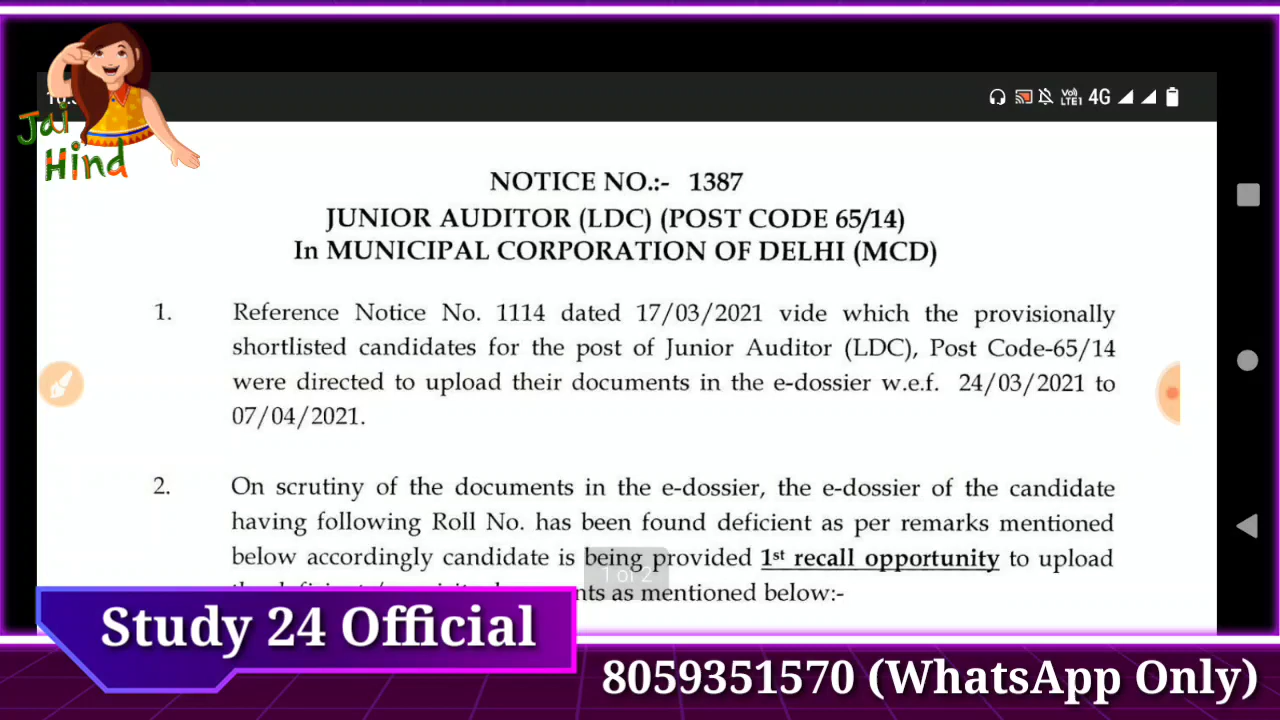 Jai
Hind
VoD
LTE1 4G
NOTICE NO.:- 1387
JUNIOR AUDITOR (LDC) (POST CODE 65/14)
In MUNICIPAL CORPORATION OF DELHI (MCD)
1. Reference Notice No. 1114 dated 17/03/2021 vide which the provisionally
shortlisted candidates for the post of Junior Auditor (LDC), Post Code-65/14
were directed to upload their documents in the e-dossier w.e.f. 24/03/2021 to
07/04/2021.
2. On scrutiny of the documents in the e-dossier, the e-dossier of the candidate
having following Roll No. has been found deficient as per remarks mentioned
below accordingly candidate is being provided 1st recall opportunity to upload
as mentioned below:-
1 of 2
Study 24 Official
8059351570 (WhatsApp Only)